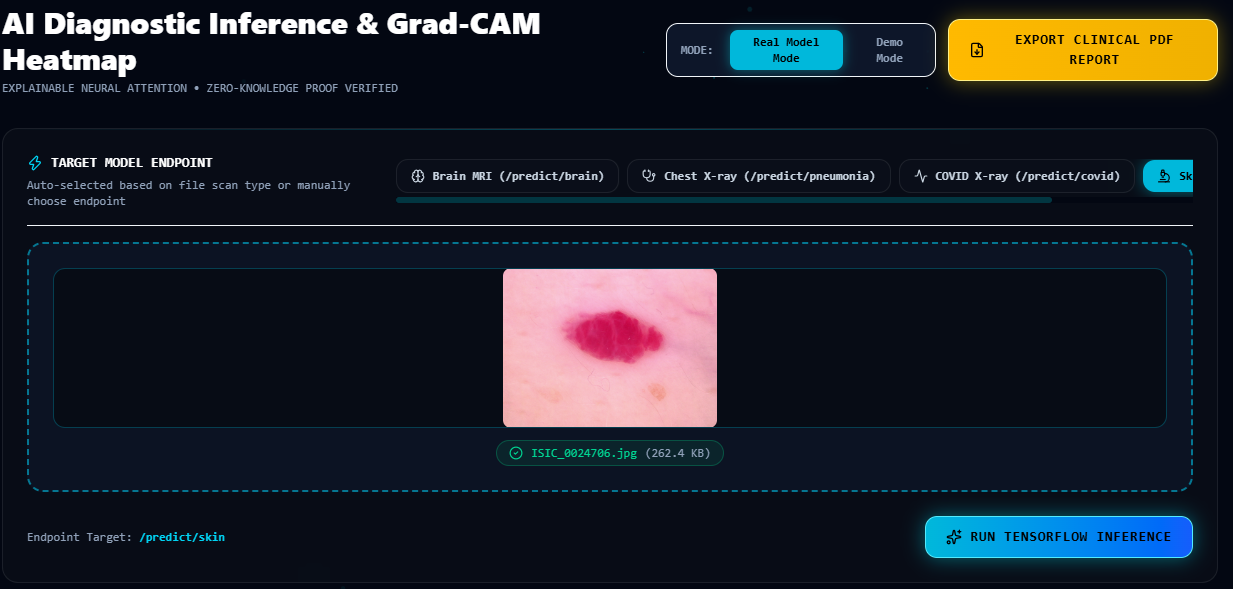 AI Diagnostic Inference & Grad-CAM
Heatmap
EXPLAINABLE NEURAL ATTENTION • ZERO-KNOWLEDGE PROOF VERIFIED
MODE:
Real Model
Mode
Demo
Mode
EXPORT CLINICAL PDF
REPORT
TARGET MODEL ENDPOINT
Auto-selected based on file scan type or manually
choose endpoint
Brain MRI (/predict/brain)
Chest X-ray (/predict/pneumonia)
COVID X-ray (/predict/covid)
Sk
ISIC_0024706.jpg (262.4 KB)
Endpoint Target: /predict/skin
RUN TENSORFLOW INFERENCE